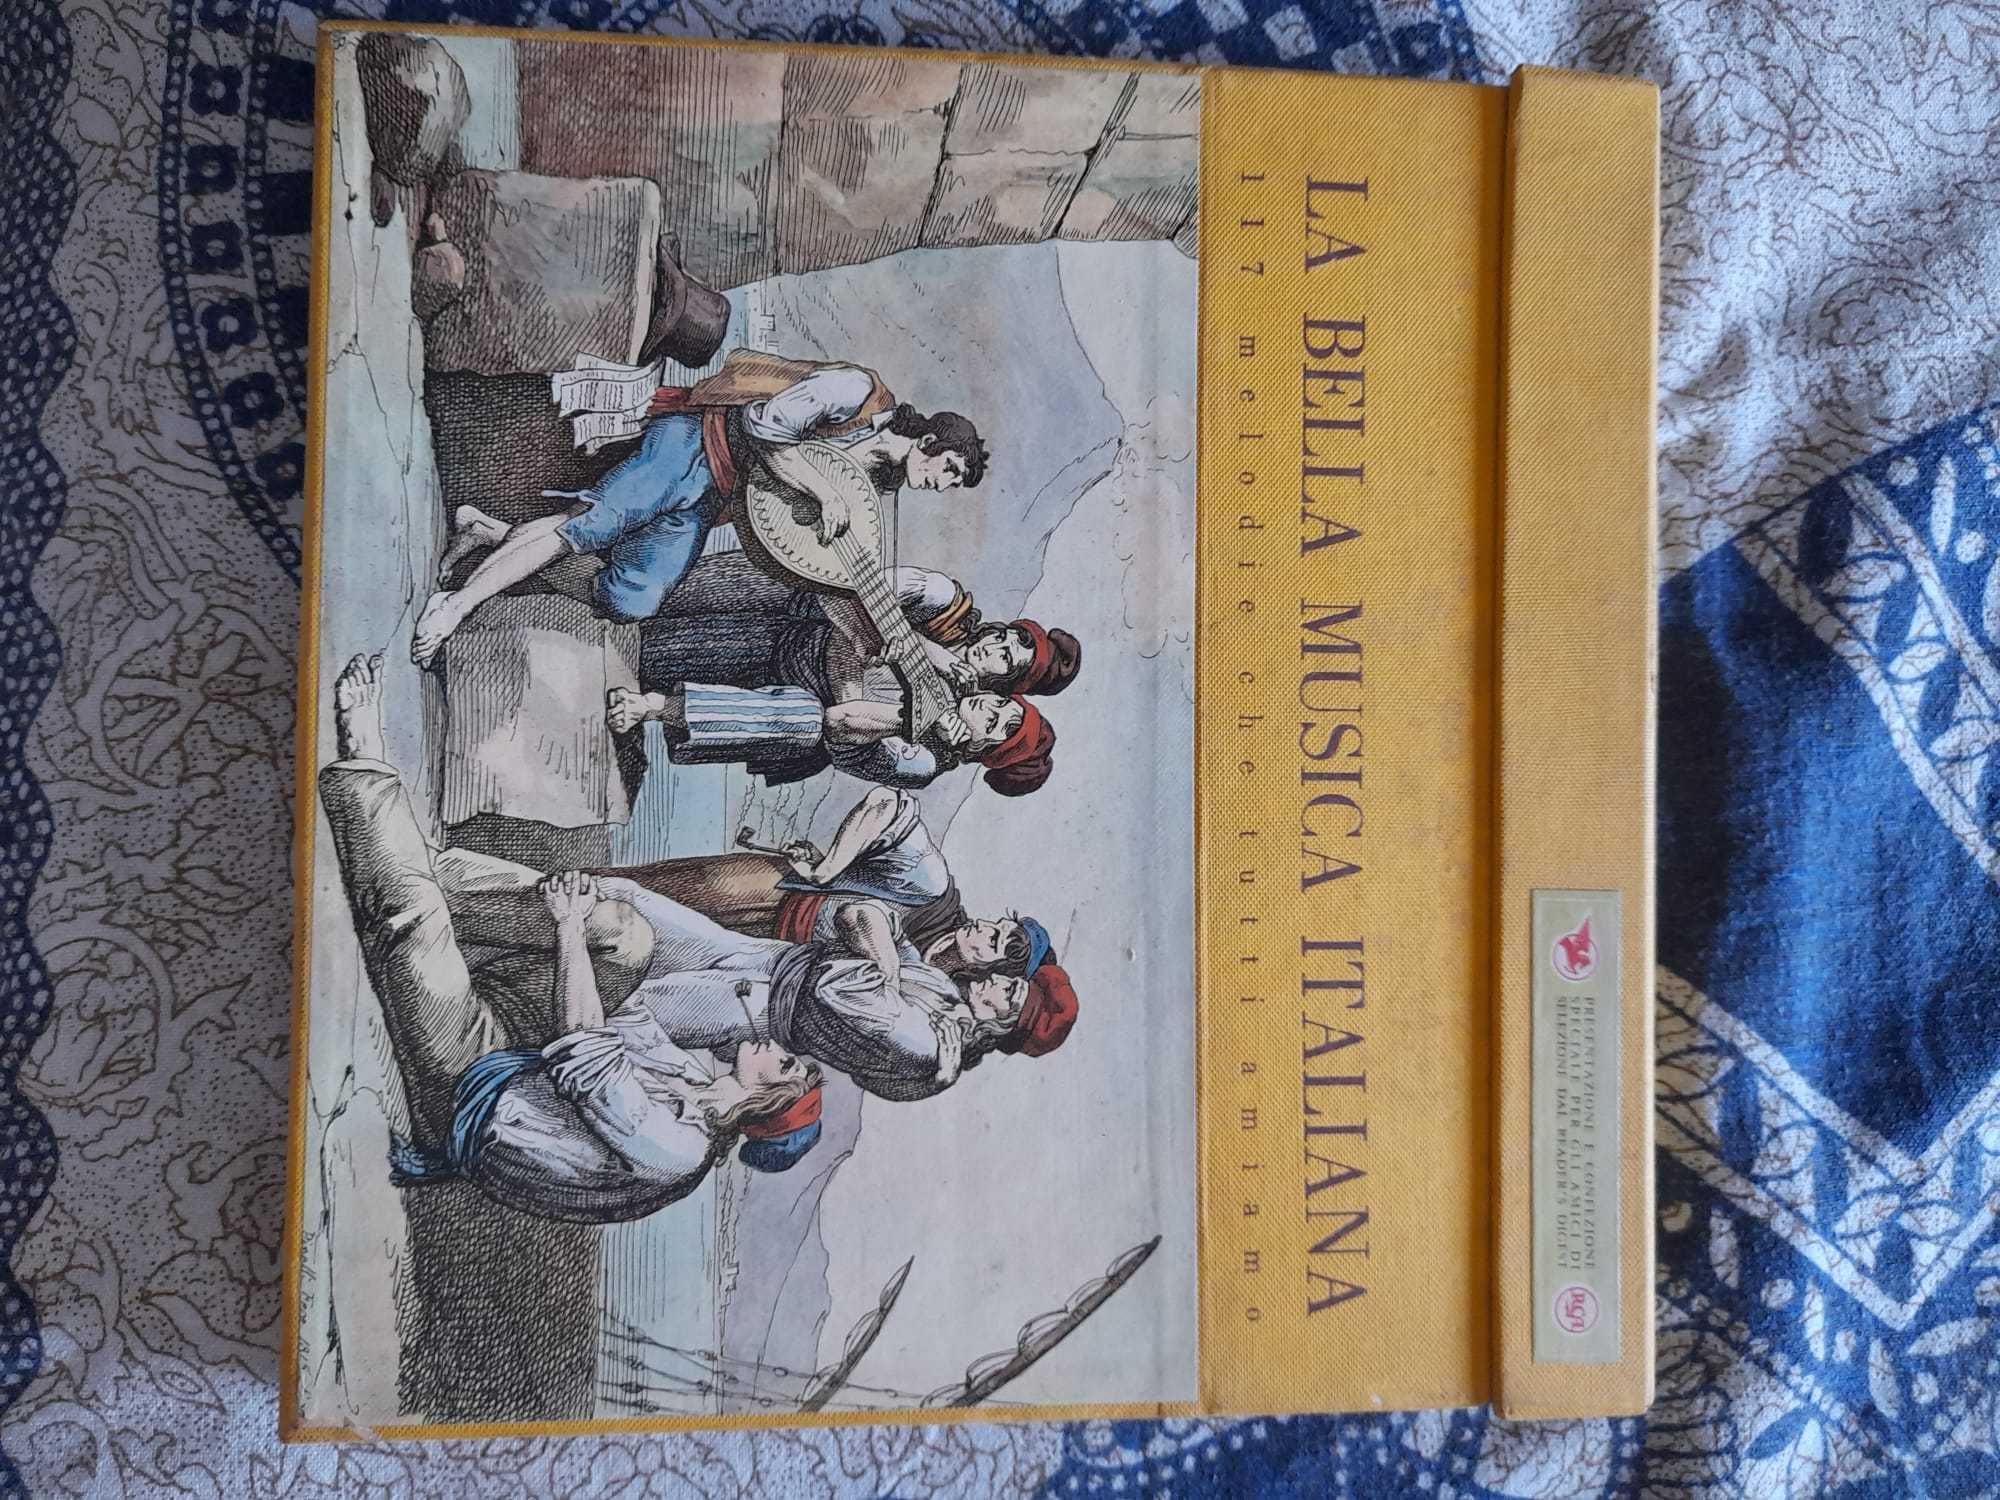 PRESENTAZIONE E CONFEZIONE
SPECIALE PER GLI AMICI DI
SELEZIONE DAL READER'S DIGEST
RCA
LA BELLA MUSICA ITALIANA
117 melodie che tutti amiamo